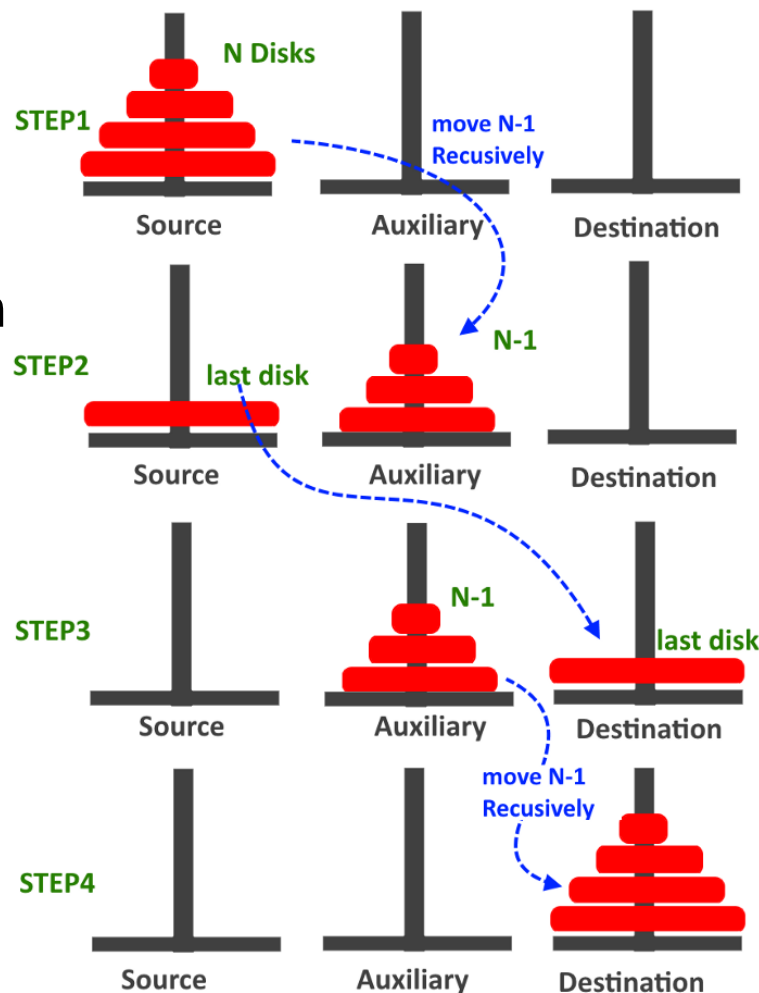 N Disks
STEP1
move N-1
Recusively
Source
Auxiliary
Destination
n
STEP2
last disk
N-1
Source
Auxiliary
Destination
STEP3
N-1
last disk
Source
Auxiliary
Destination
move N-1
Recusively
STEP4
Source
Auxiliary
Destination